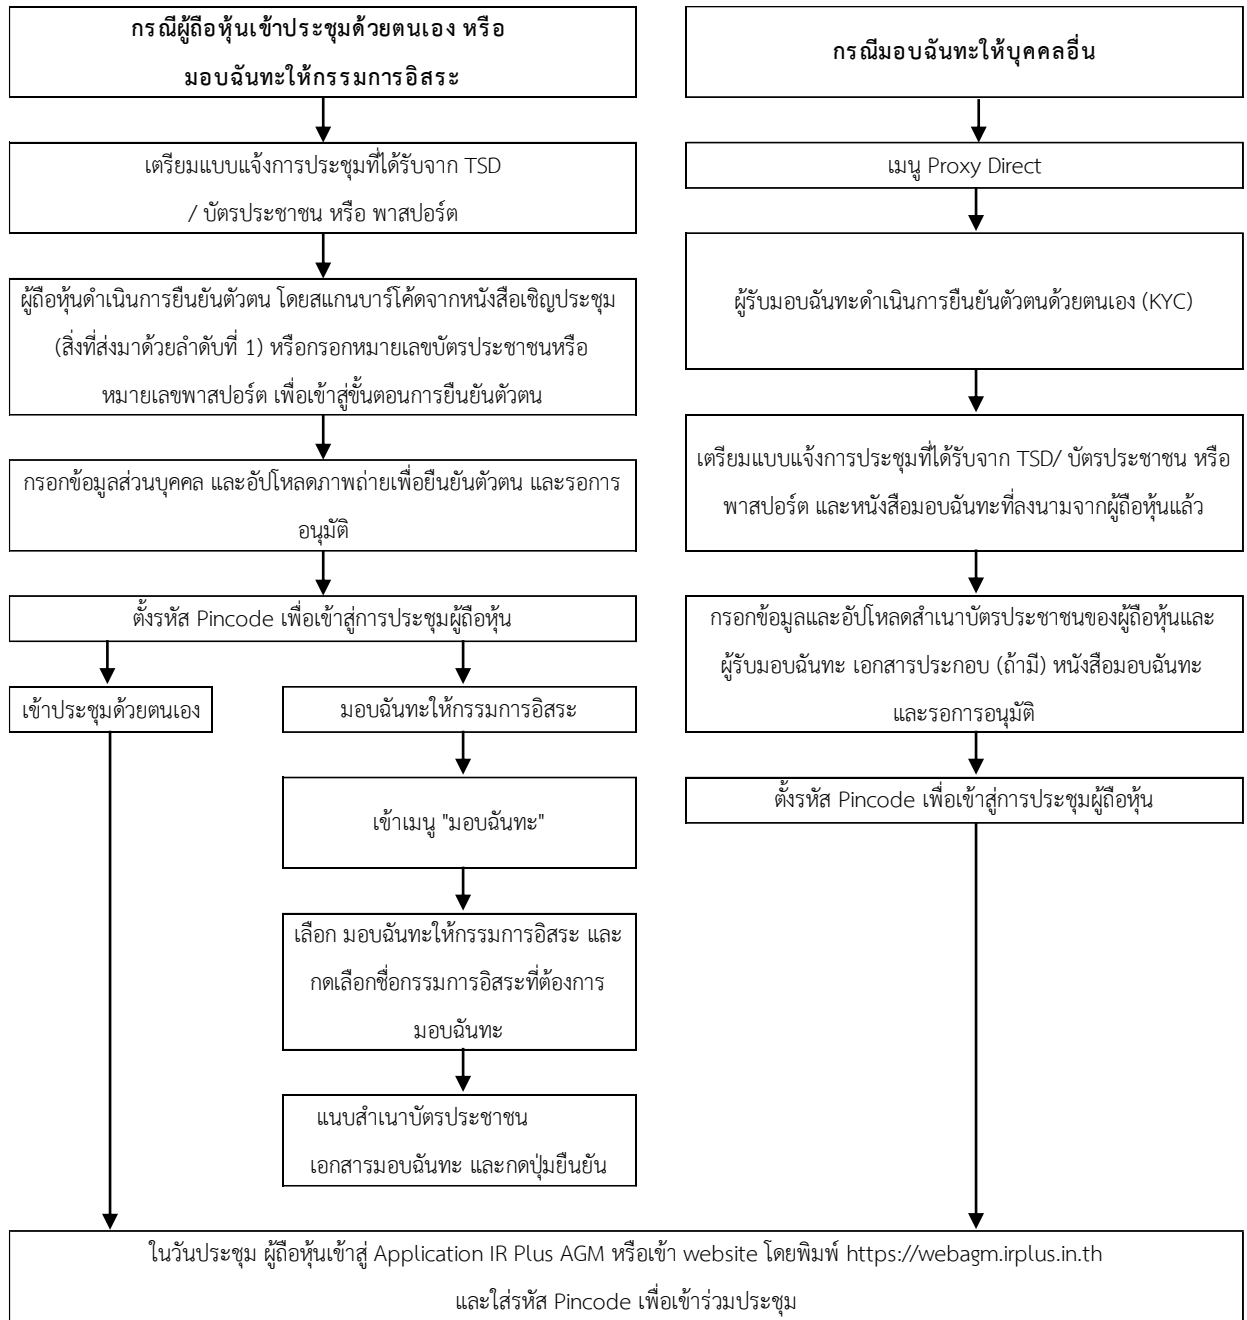 กรณีผู้ถือหุ้นเข้าประชุมด้วยตนเอง หรือ
มอบฉันทะให้กรรมการอิสระ
เตรียมแบบแจ้งการประชุมที่ได้รับจาก TSD
/ บัตรประชาชน หรือ พาสปอร์ต
ผู้ถือหุ้นดำเนินการยืนยันตัวตน โดยสแกนบาร์โค้ดจากหนังสือเชิญประชุม
(สิ่งที่ส่งมาด้วยลำดับที่ 1) หรือกรอกหมายเลขบัตรประชาชนหรือ
หมายเลขพาสปอร์ต เพื่อเข้าสู่ขั้นตอนการยืนยันตัวตน
กรอกข้อมูลส่วนบุคคล และอัปโหลดภาพถ่ายเพื่อยืนยันตัวตน และรอการ
อนุมัติ
ตั้งรหัส Pincode เพื่อเข้าสู่การประชุมผู้ถือหุ้น
เข้าประชุมด้วยตนเอง
มอบฉันทะให้กรรมการอิสระ
เข้าเมนู "มอบฉันทะ"
เลือก มอบฉันทะให้กรรมการอิสระ และ
กดเลือกชื่อกรรมการอิสระที่ต้องการ
มอบฉันทะ
แนบสำเนาบัตรประชาชน
เอกสารมอบฉันทะ และกดปุ่มยืนยัน
กรณีมอบฉันทะให้บุคคลอื่น
เมนู Proxy Direct
ผู้รับมอบฉันทะดำเนินการยืนยันตัวตนด้วยตนเอง (KYC)
เตรียมแบบแจ้งการประชุมที่ได้รับจาก TSD/ บัตรประชาชน หรือ
พาสปอร์ต และหนังสือมอบฉันทะที่ลงนามจากผู้ถือหุ้นแล้ว
กรอกข้อมูลและอัปโหลดสำเนาบัตรประชาชนของผู้ถือหุ้นและ
ผู้รับมอบฉันทะ เอกสารประกอบ (ถ้ามี) หนังสือมอบฉันทะ
และรอการอนุมัติ
ตั้งรหัส Pincode เพื่อเข้าสู่การประชุมผู้ถือหุ้น
ในวันประชุม ผู้ถือหุ้นเข้าสู่ Application IR Plus AGM หรือเข้า website โดยพิมพ์ https://webagm.irplus.in.th
และใส่รหัส Pincode เพื่อเข้าร่วมประชุม